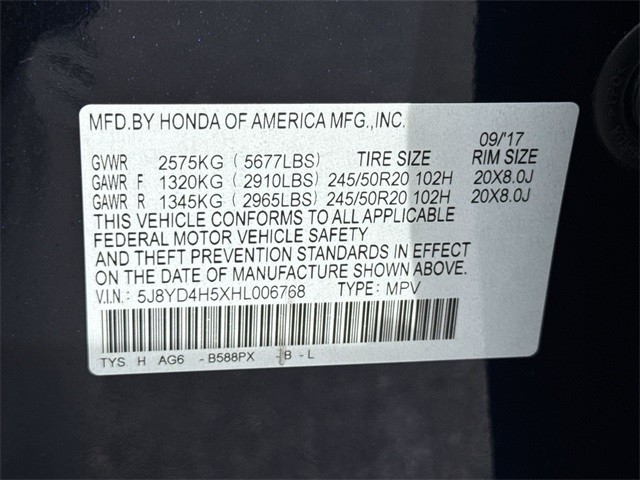 MFD.BY HONDA OF AMERICA MFG.,INC.
09/'17
GVWR 2575KG (5677LBS) TIRE SIZE RIM SIZE
GAWR F 1320KG (2910LBS) 245/50R20 102H 20X8.0J
GAWR R 1345KG (2965LBS) 245/50R20 102H 20X8.0J
THIS VEHICLE CONFORMS TO ALL APPLICABLE
FEDERAL MOTOR VEHICLE SAFETY
AND THEFT PREVENTION STANDARDS IN EFFECT
ON THE DATE OF MANUFACTURE SHOWN ABOVE.
V.I.N.: 5J8YD4H5XHL006768 TYPE: MPV
TYS H AG6 -B588PX -B - L